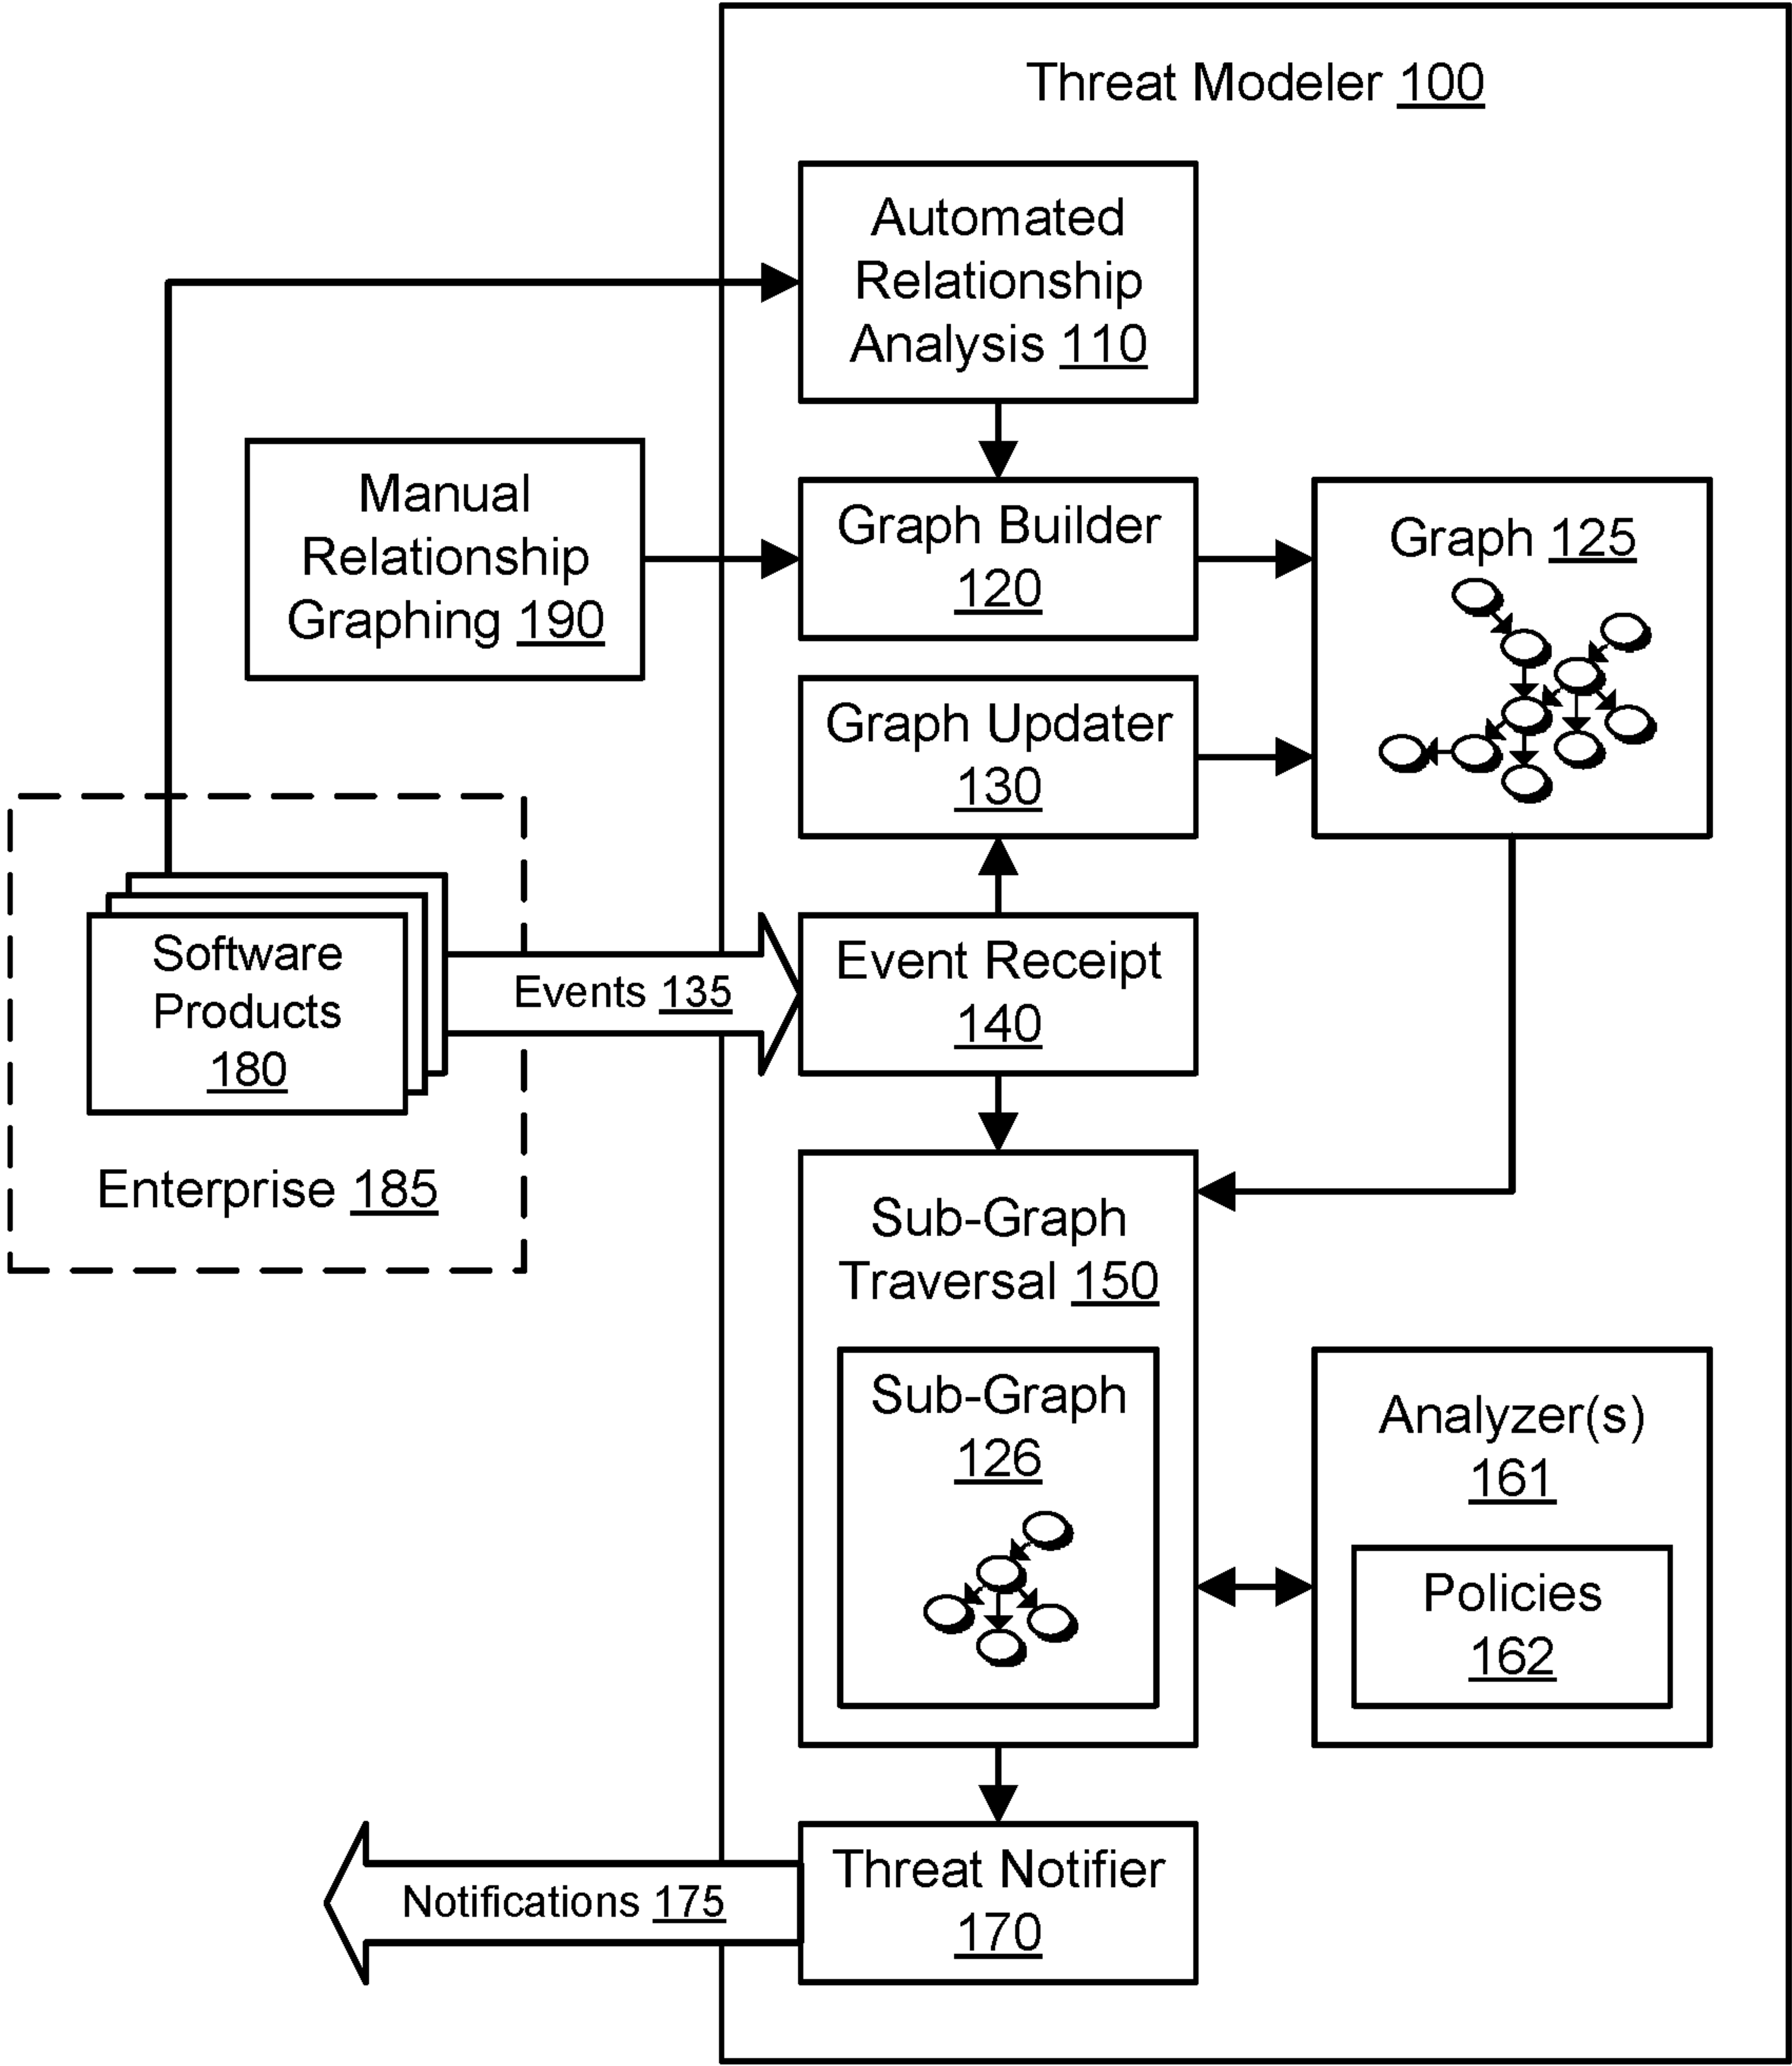 Threat Modeler 100
Automated
Relationship
Analysis 110
Manual
Relationship
Graphing 190
Graph Builder
120
Graph 125
Graph Updater
130
Software
Products
180
Events 135
Event Receipt
140
Enterprise 185
Sub-Graph
Traversal 150
Sub-Graph
126
Analyzer(s)
161
Policies
162
Threat Notifier
170
Notifications 175